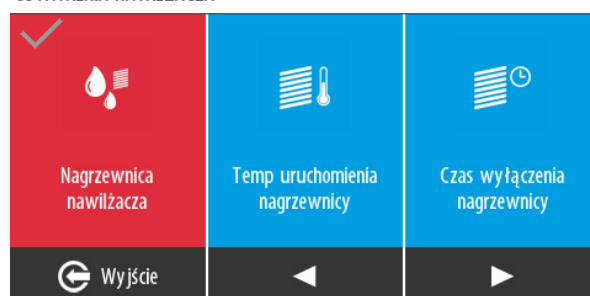 Nagrzewnica
nawilżacza
Temp uruchomienia
nagrzewnicy
Czas wyłączenia
nagrzewnicy
Wyjście